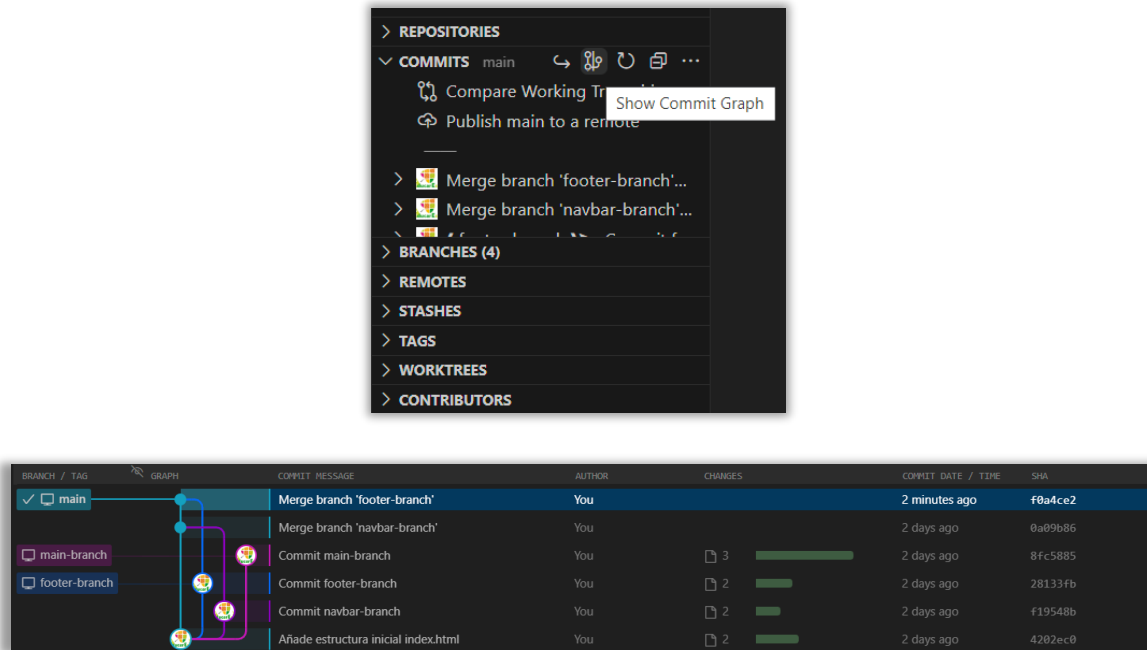 REPOSITORIES
COMMITS main
Compare Working Tr
Show Commit Graph
Publish main to a remote
Merge branch 'footer-branch'...
Merge branch 'navbar-branch'...
BRANCHES (4)
REMOTES
STASHES
TAGS
WORKTREES
CONTRIBUTORS
BRANCH / TAG GRAPH COMMIT MESSAGE AUTHOR CHANGES COMMIT DATE / TIME SHA
main Merge branch 'footer-branch' You 2 minutes ago f0a4ce2
Merge branch 'navbar-branch' You 2 days ago 0a09b86
main-branch Commit main-branch You 3 2 days ago 8fc5885
footer-branch Commit footer-branch You 2 2 days ago 28133fb
Commit navbar-branch You 2 2 days ago f19548b
Añade estructura inicial index.html You 2 2 days ago 4202ec0